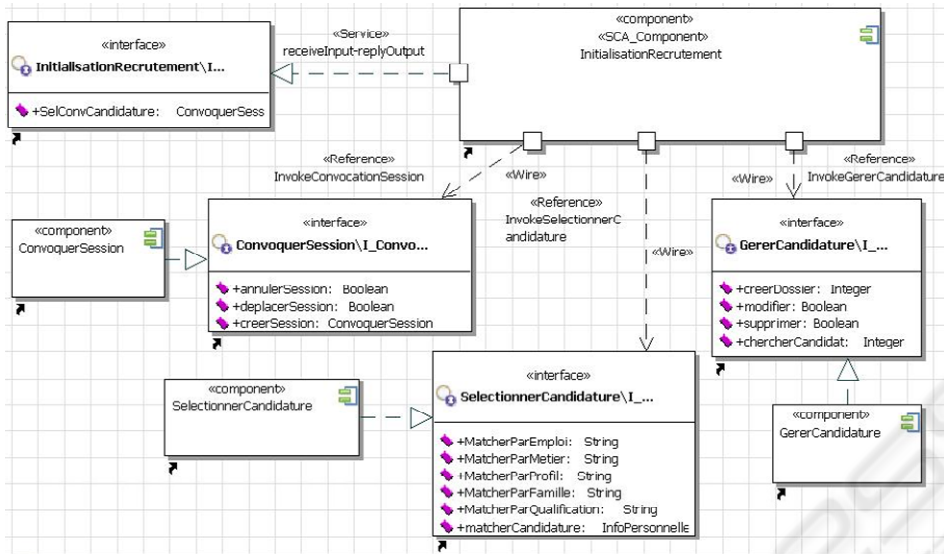 «interface»
InitialisationRecrutement\I...
+SelConvCandidature: ConvoquerSess
«Service»
receiveInput-replyOutput
«component»
«SCA_Component»
InitialisationRecrutement
«Reference»
InvokeConvocationSession
«Wire»
«Reference»
InvokeSelectionnerC
andidature
«Wire»
«Wire»
«Reference»
InvokeGererCandidature
«component»
ConvoquerSession
«interface»
ConvoquerSession\I_Convo...
+annulerSession: Boolean
+deplacerSession: Boolean
+creerSession: ConvoquerSession
«interface»
GererCandidature\I_...
+creerDossier: Integer
+modifier: Boolean
+supprimer: Boolean
+chercherCandidat: Integer
«component»
SelectionnerCandidature
«interface»
SelectionnerCandidature\I_...
+MatcherParEmploi: String
+MatcherParMetier: String
+MatcherParProfil: String
+MatcherParFamille: String
+MatcherParQualification: String
+matcherCandidature: InfoPersonnelle
«component»
GererCandidature